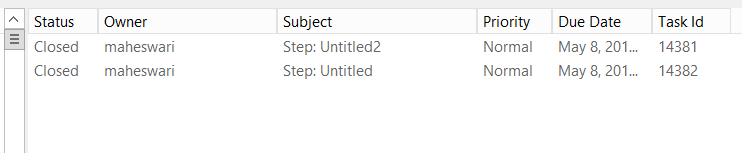 Status Owner Subject Priority Due Date Task Id
Closed maheswari Step: Untitled2 Normal May 8, 201... 14381
Closed maheswari Step: Untitled Normal May 8, 201... 14382